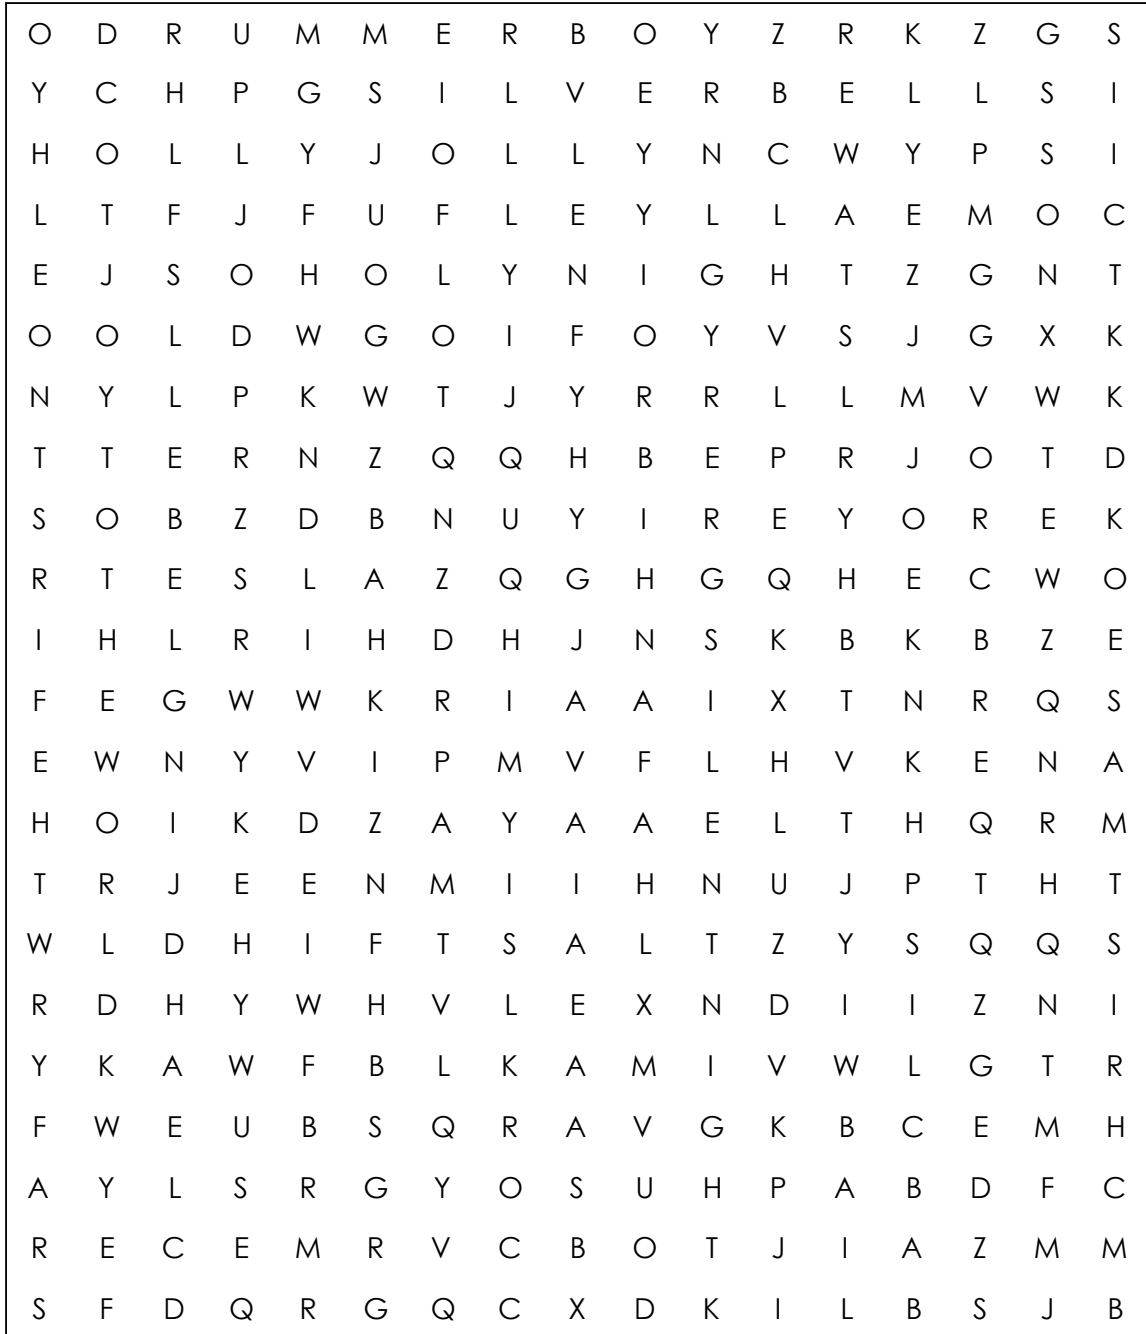 O D R U M M E R B O Y Z R K Z G S
Y C H P G S I L V E R B E L L S I
H O L L Y J O L L Y N C W Y P S I
L T F J F U F L E Y L L A E M O C
E J S O H O L Y N I G H T Z G N T
O O L D W G O I F O Y V S J G X K
N Y L P K W T J Y R R L L M V W K
T T E R N Z Q Q H B E P R J O T D
S O B Z D B N U Y I R E Y O R E K
R T E S L A Z Q G H G Q H E C W O
I H L R I H D H J N S K B K B Z E
F E G W W K R I A A I X T N R Q S
E W N Y V I P M V F L H V K E N A
H O I K D Z A Y A A E L T H Q R M
T R J E E N M I I H N U J P T H T
W L D H I F T S A L T Z Y S Q Q S
R D H Y W H V L E X N D I I Z N I
Y K A W F B L K A M I V W L G T R
F W E U B S Q R A V G K B C E M H
A Y L S R G Y O S U H P A B D F C
R E C E M R V C B O T J I A Z M M
S F D Q R G Q C X D K I L B S J B